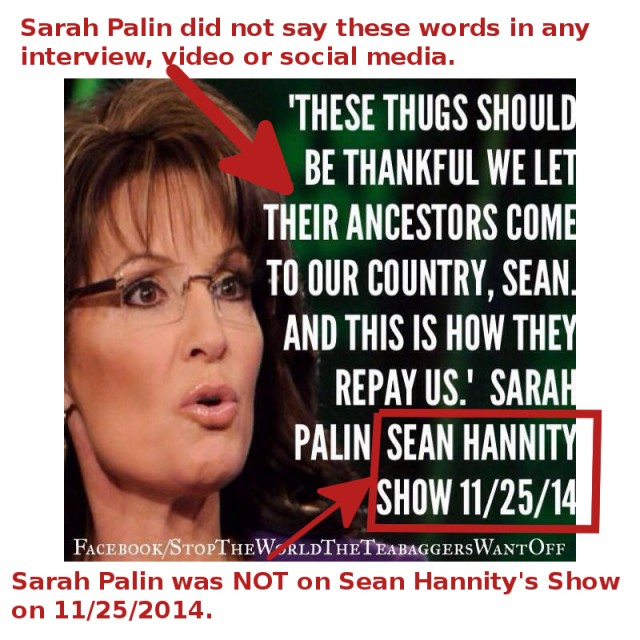 Sarah Palin did not say these words in any
interview, video or social media.
'THESE THUGS SHOULD
BE THANKFUL WE LET
THEIR ANCESTORS COME
TO OUR COUNTRY, SEAN.
AND THIS IS HOW THEY
REPAY US.' SARAH
PALIN SEAN HANNITY
SHOW 11/25/14
FACEBOOK/STOPTHEWORLDTHETEABAGGERSWANTOFF
Sarah Palin was NOT on Sean Hannity's Show
on 11/25/2014.